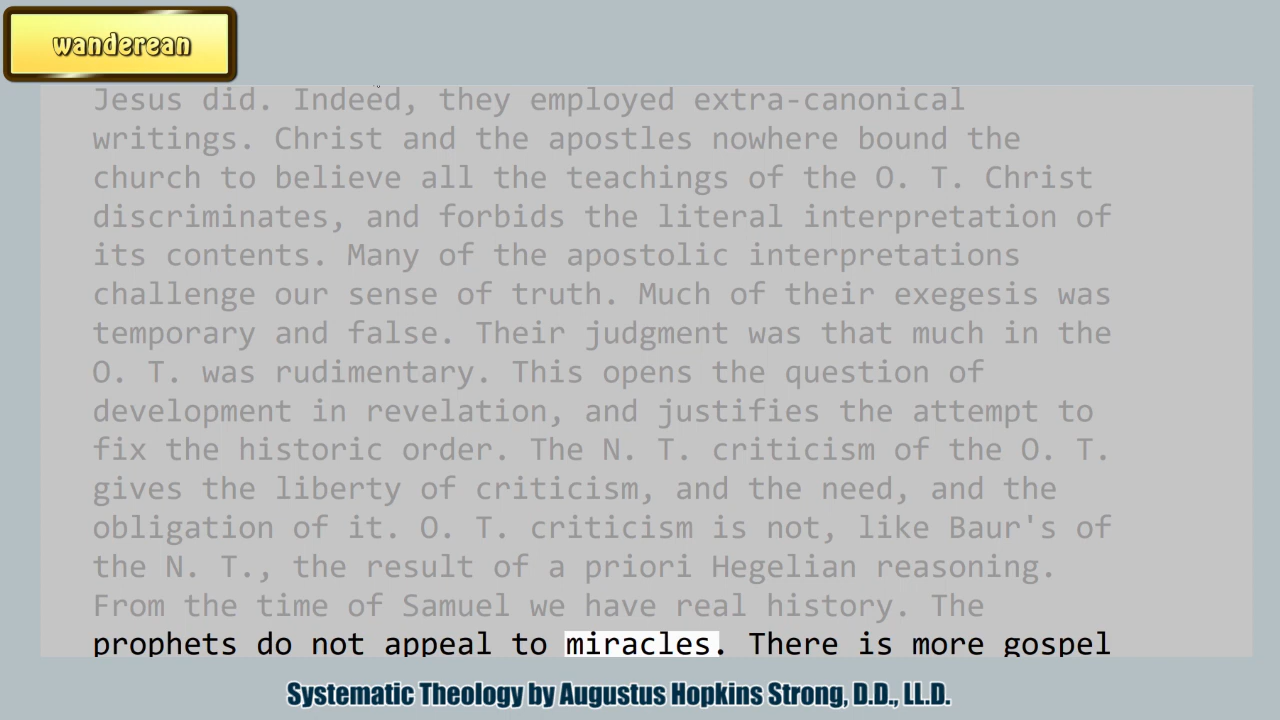 wanderean
Jesus did. Indeed, they employed extra-canonical
writings. Christ and the apostles nowhere bound the
church to believe all the teachings of the O. T. Christ
discriminates, and forbids the literal interpretation of
its contents. Many of the apostolic interpretations
challenge our sense of truth. Much of their exegesis was
temporary and false. Their judgment was that much in the
O. T. was rudimentary. This opens the question of
development in revelation, and justifies the attempt to
fix the historic order. The N. T. criticism of the O. T.
gives the liberty of criticism, and the need, and the
obligation of it. O. T. criticism is not, like Baur's of
the N. T., the result of a priori Hegelian reasoning.
From the time of Samuel we have real history. The
prophets do not appeal to miracles. There is more gospel
Systematic Theology by Augustus Hopkins Strong, D.D., LL.D.